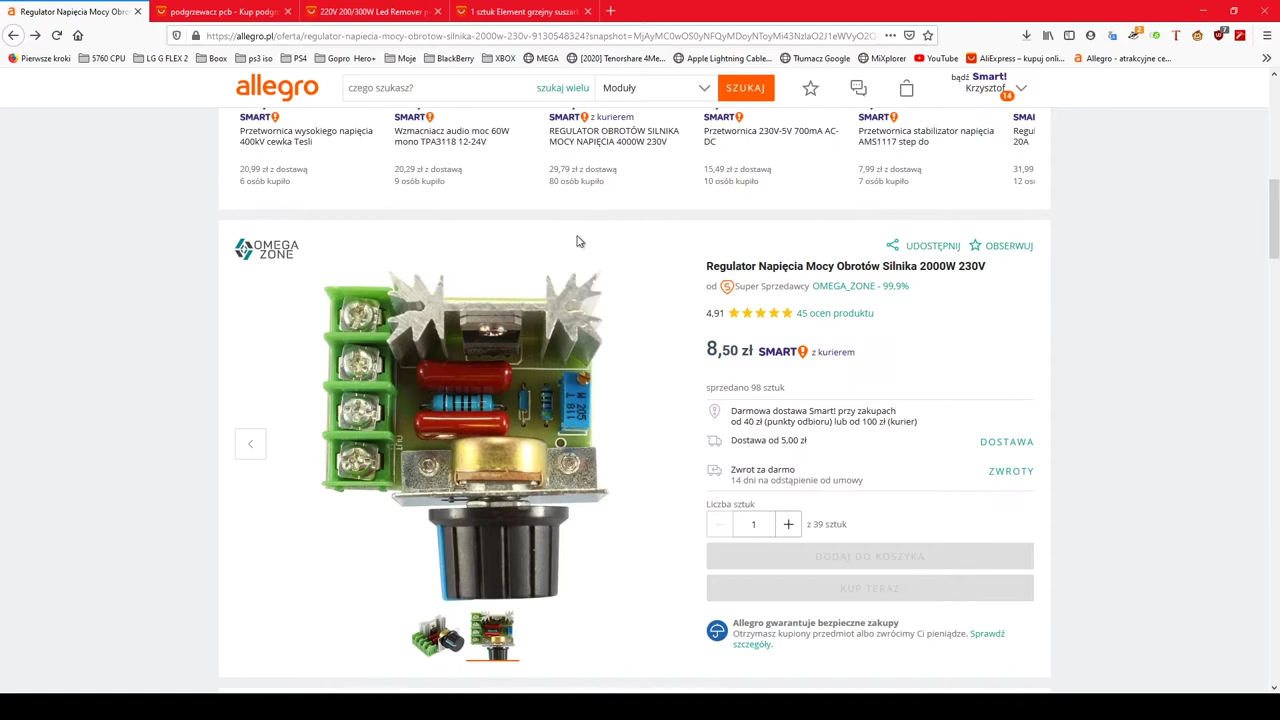 Regulator Napięcia Mocy Obro
podgrzewacz pcb - Kup podg
220V 200/300W Led Remover p
1 sztuk Element grzejny suszar
https://allegro.pl/oferta/regulator-napiecia-mocy-obrotow-silnika-2000w-230v-9130548324?snapshot=
Pierwsze kroki
5760 CPU
LG G FLEX 2
Boox
ps3 iso
PS4
Gopro Hero+
Moje
BlackBerry
XBOX
MEGA
[2020] Tenorshare 4Me...
Apple Lightning Cable...
Tłumacz Google
MiXplorer
YouTube
AliExpress – kupuj onli...
Allegro - atrakcyjne ce...
allegro
czego szukasz?
szukaj wielu
Moduły
SZUKAJ
bądź Smart!
Krzysztof
14
SMART!
Przetwornica wysokiego napięcia
400kV cewka Tesli
20,99 zł z dostawą
6 osób kupiło
SMART!
Wzmacniacz audio moc 60W
mono TPA3118 12-24V
20,29 zł z dostawą
9 osób kupiło
SMART! z kurierem
REGULATOR OBROTÓW SILNIKA
MOCY NAPIĘCIA 4000W 230V
29,79 zł z dostawą
80 osób kupiło
SMART!
Przetwornica 230V-5V 700mA AC-
DC
15,49 zł z dostawą
10 osób kupiło
SMART!
Przetwornica stabilizator napięcia
AMS1117 step do
7,99 zł z dostawą
7 osób kupiło
SMAR
Regu
20A
31,99
12 os
OMEGA
ZONE
UDOSTĘPNIJ
OBSERWUJ
Regulator Napięcia Mocy Obrotów Silnika 2000W 230V
od Super Sprzedawcy OMEGA_ZONE - 99,9%
4,91 45 ocen produktu
8,50 zł SMART! z kurierem
sprzedano 98 sztuk
Darmowa dostawa Smart! przy zakupach
od 40 zł (punkty odbioru) lub od 100 zł (kurier)
Dostawa od 5,00 zł
DOSTAWA
Zwrot za darmo
14 dni na odstąpienie od umowy
ZWROTY
Liczba sztuk
1
z 39 sztuk
DODAJ DO KOSZYKA
KUP TERAZ
Allegro gwarantuje bezpieczne zakupy
Otrzymasz kupiony przedmiot albo zwrócimy Ci pieniądze. Sprawdź
szczegóły.